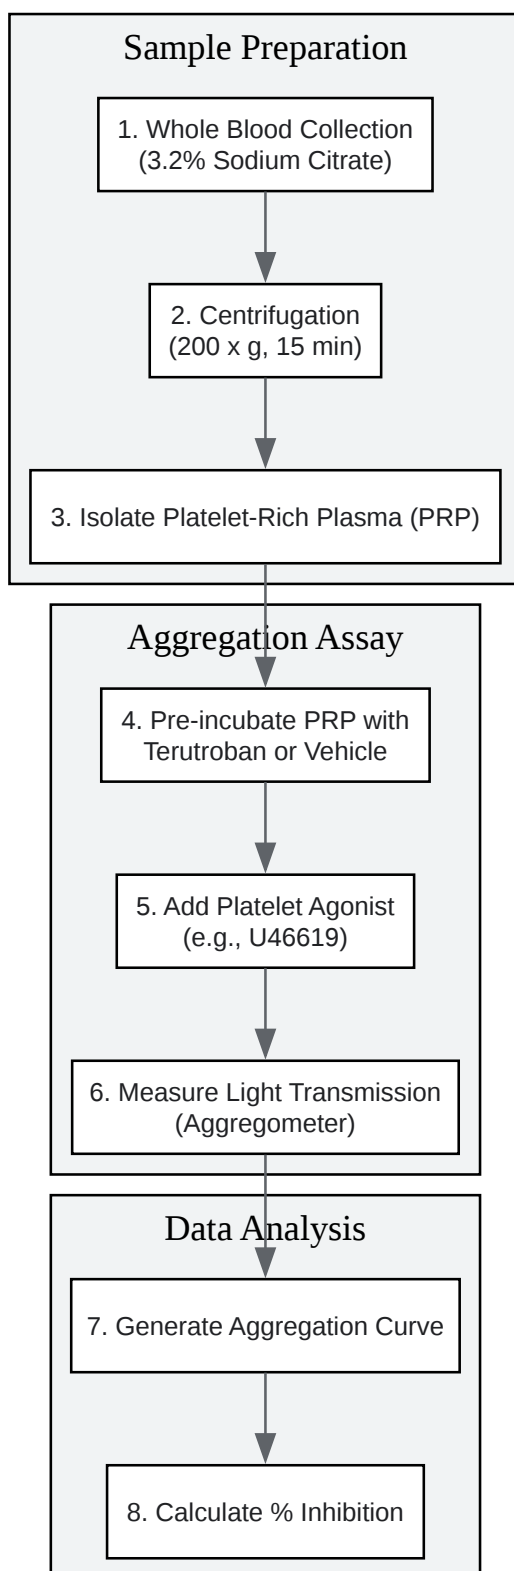 Sample Preparation
1. Whole Blood Collection
(3.2% Sodium Citrate)
2. Centrifugation
(200 x g, 15 min)
3. Isolate Platelet-Rich Plasma (PRP)
Aggregation Assay
4. Pre-incubate PRP with
Terutroban or Vehicle
5. Add Platelet Agonist
(e.g., U46619)
6. Measure Light Transmission
(Aggregometer)
Data Analysis
7. Generate Aggregation Curve
8. Calculate % Inhibition